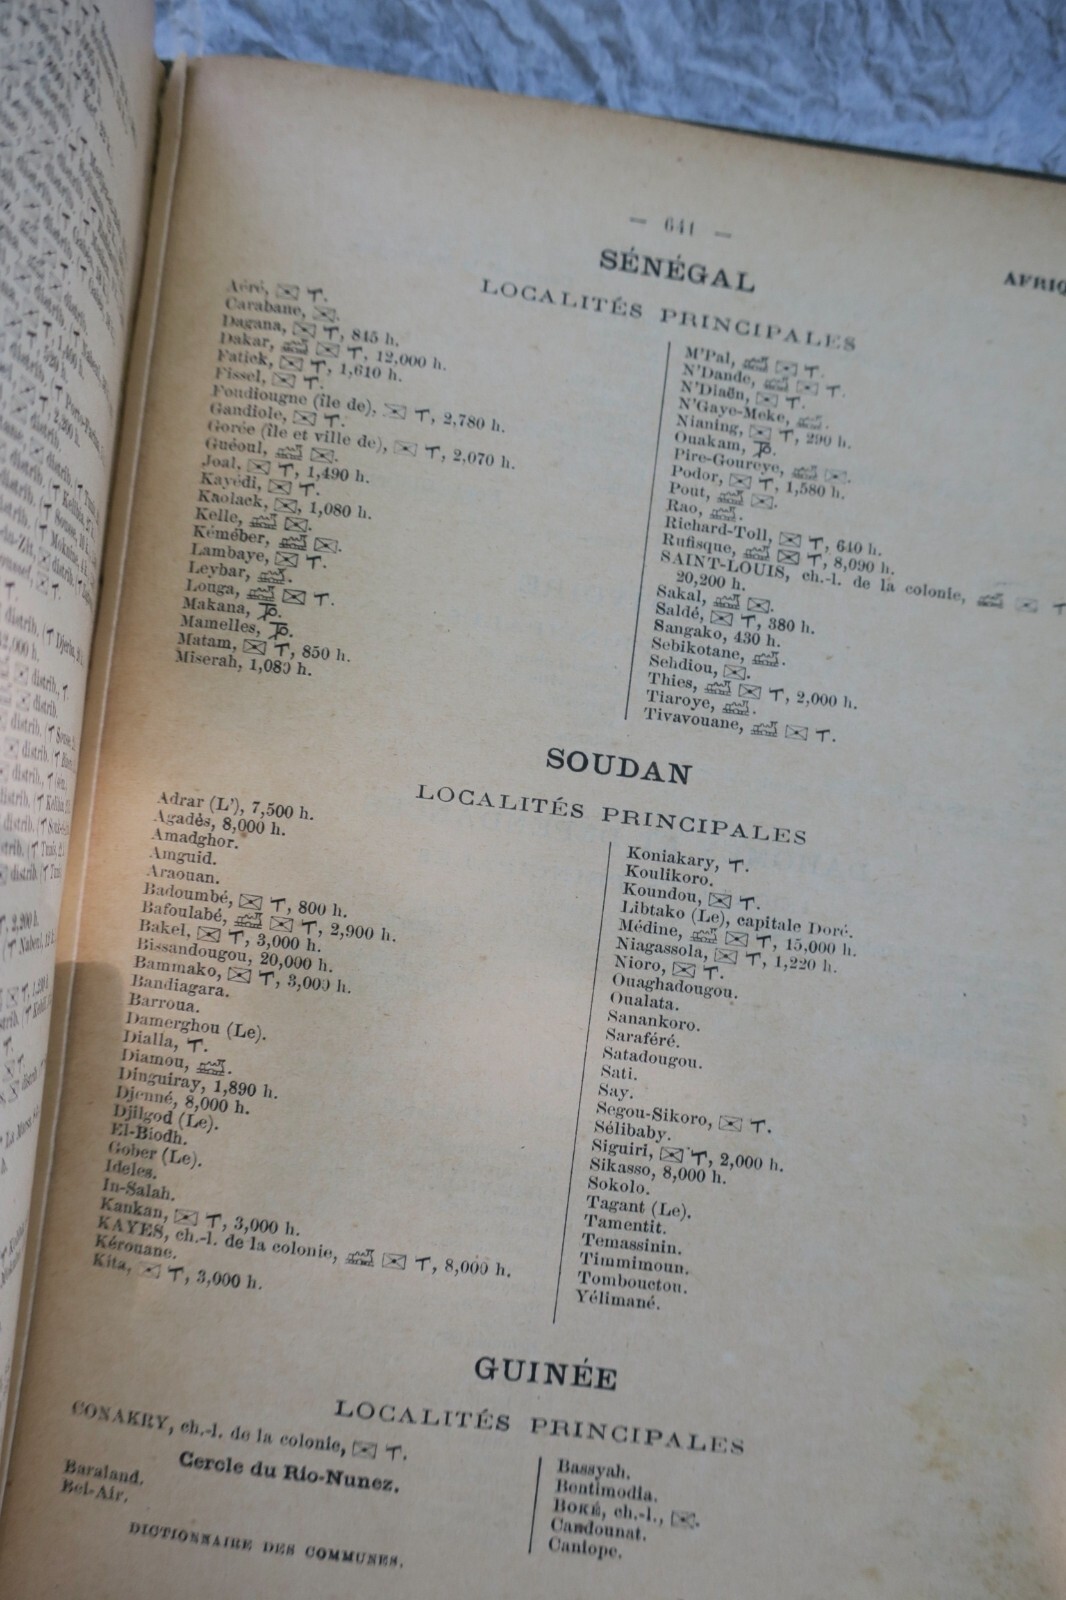 — 641 —
AFRIQ
SÉNÉGAL
LOCALITÉS PRINCIPALES
Aéré, ✉ T.
Carabane, ✉.
Dagana, ✉ T, 845 h.
Dakar, 🚂 ✉ T, 12,000 h.
Fatick, ✉ T, 1,610 h.
Fissel, ✉ T.
Foudiougne (île de), ✉ T, 2,780 h.
Gandiole, ✉ T.
Gorée (île et ville de), ✉ T, 2,070 h.
Guéoul, 🚂 ✉.
Joal, ✉ T, 1,490 h.
Kayédi, ✉ T.
Kaolack, ✉, 1,080 h.
Kelle, 🚂 ✉.
Kéméber, 🚂 ✉.
Lambaye, ✉ T.
Leybar, 🚂.
Louga, 🚂 ✉ T.
Makana, T.
Mamelles, T.
Matam, ✉ T, 850 h.
Miserah, 1,080 h.
M'Pal, 🚂 ✉ T.
N'Dande, 🚂 ✉ T.
N'Diaën, ✉ T.
N'Gaye-Meke, 🚂.
Nianing, ✉ T, 290 h.
Ouakam, T.
Pire-Goureye, 🚂 ✉.
Podor, ✉ T, 1,580 h.
Pout, 🚂 ✉.
Rao, 🚂.
Richard-Toll, ✉ T, 640 h.
Rufisque, 🚂 ✉ T, 8,090 h.
SAINT-LOUIS, ch.-l. de la colonie, 🚂 ✉ T
20,200 h.
Sakal, 🚂 ✉.
Saldé, ✉ T, 380 h.
Sangako, 430 h.
Sebikotane, 🚂.
Sehdiou, ✉.
Thies, 🚂 ✉ T, 2,000 h.
Tiaroye, 🚂.
Tivavouane, 🚂 ✉ T.
SOUDAN
LOCALITÉS PRINCIPALES
Adrar (L'), 7,500 h.
Agadès, 8,000 h.
Amadghor.
Amguid.
Araouan.
Badoumbé, ✉ T, 800 h.
Bafoulabé, 🚂 ✉ T, 2,900 h.
Bakel, ✉ T, 3,000 h.
Bissandougou, 20,000 h.
Bammako, ✉ T, 3,000 h.
Bandiagara.
Barroua.
Damerghou (Le).
Dialla, T.
Diamou, 🚂.
Dinguiray, 1,890 h.
Djenné, 8,000 h.
Djilgod (Le).
El-Biodh.
Gober (Le).
Ideles.
In-Salah.
Kankan, ✉ T, 3,000 h.
KAYES, ch.-l. de la colonie, 🚂 ✉ T, 8,000 h.
Kérouane.
Kita, ✉ T, 3,000 h.
Koniakary, T.
Koulikoro.
Koundou, ✉ T.
Libtako (Le), capitale Doré.
Médine, 🚂 ✉ T, 15,000 h.
Niagassola, ✉ T, 1,220 h.
Nioro, ✉ T.
Ouaghadougou.
Oualata.
Sanankoro.
Saraféré.
Satadougou.
Sati.
Say.
Segou-Sikoro, ✉ T.
Sélibaby.
Siguiri, ✉ T, 2,000 h.
Sikasso, 8,000 h.
Sokolo.
Tagant (Le).
Tamentit.
Temassinin.
Timmimoun.
Tombouctou.
Yélimané.
GUINÉE
LOCALITÉS PRINCIPALES
CONAKRY, ch.-l. de la colonie, ✉ T.
Cercle du Rio-Nunez.
Baraland.
Bel-Air.
Bassyah.
Bentimodia.
BOKÉ, ch.-l., ✉.
Candounat.
Caniope.
DICTIONNAIRE DES COMMUNES.